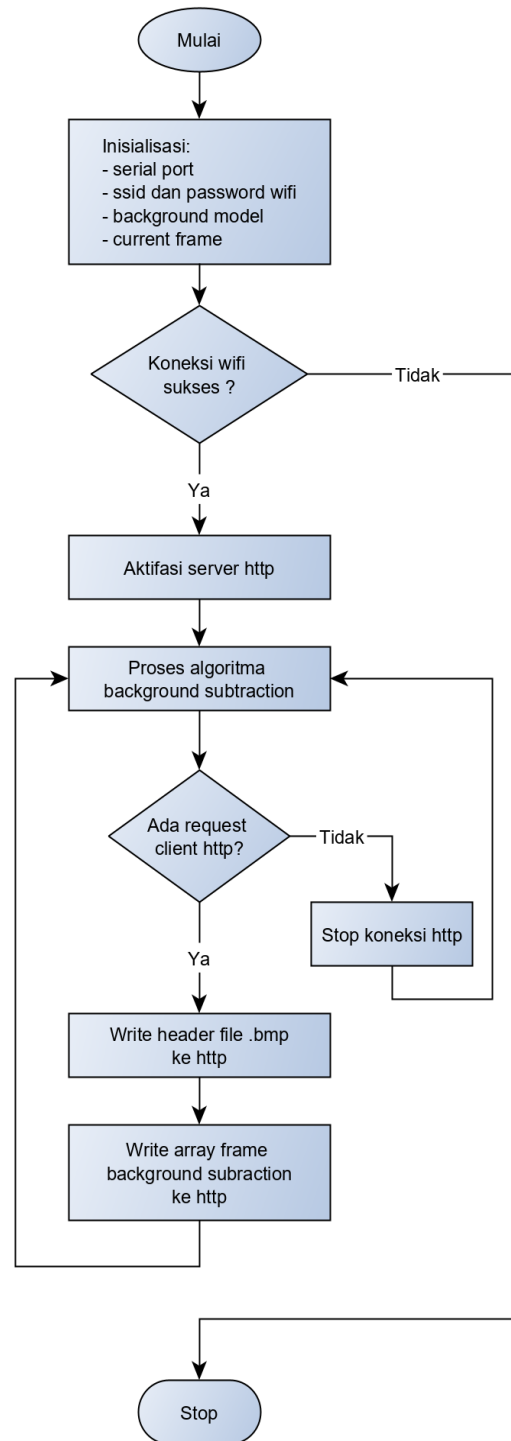 Mulai
Inisialisasi:
- serial port
- ssid dan password wifi
- background model
- current frame
Koneksi wifi
sukses ?
Tidak
Ya
Aktifasi server http
Proses algoritma
background subtraction
Ada request
client http?
Tidak
Stop koneksi http
Ya
Write header file .bmp
ke http
Write array frame
background subraction
ke http
Stop